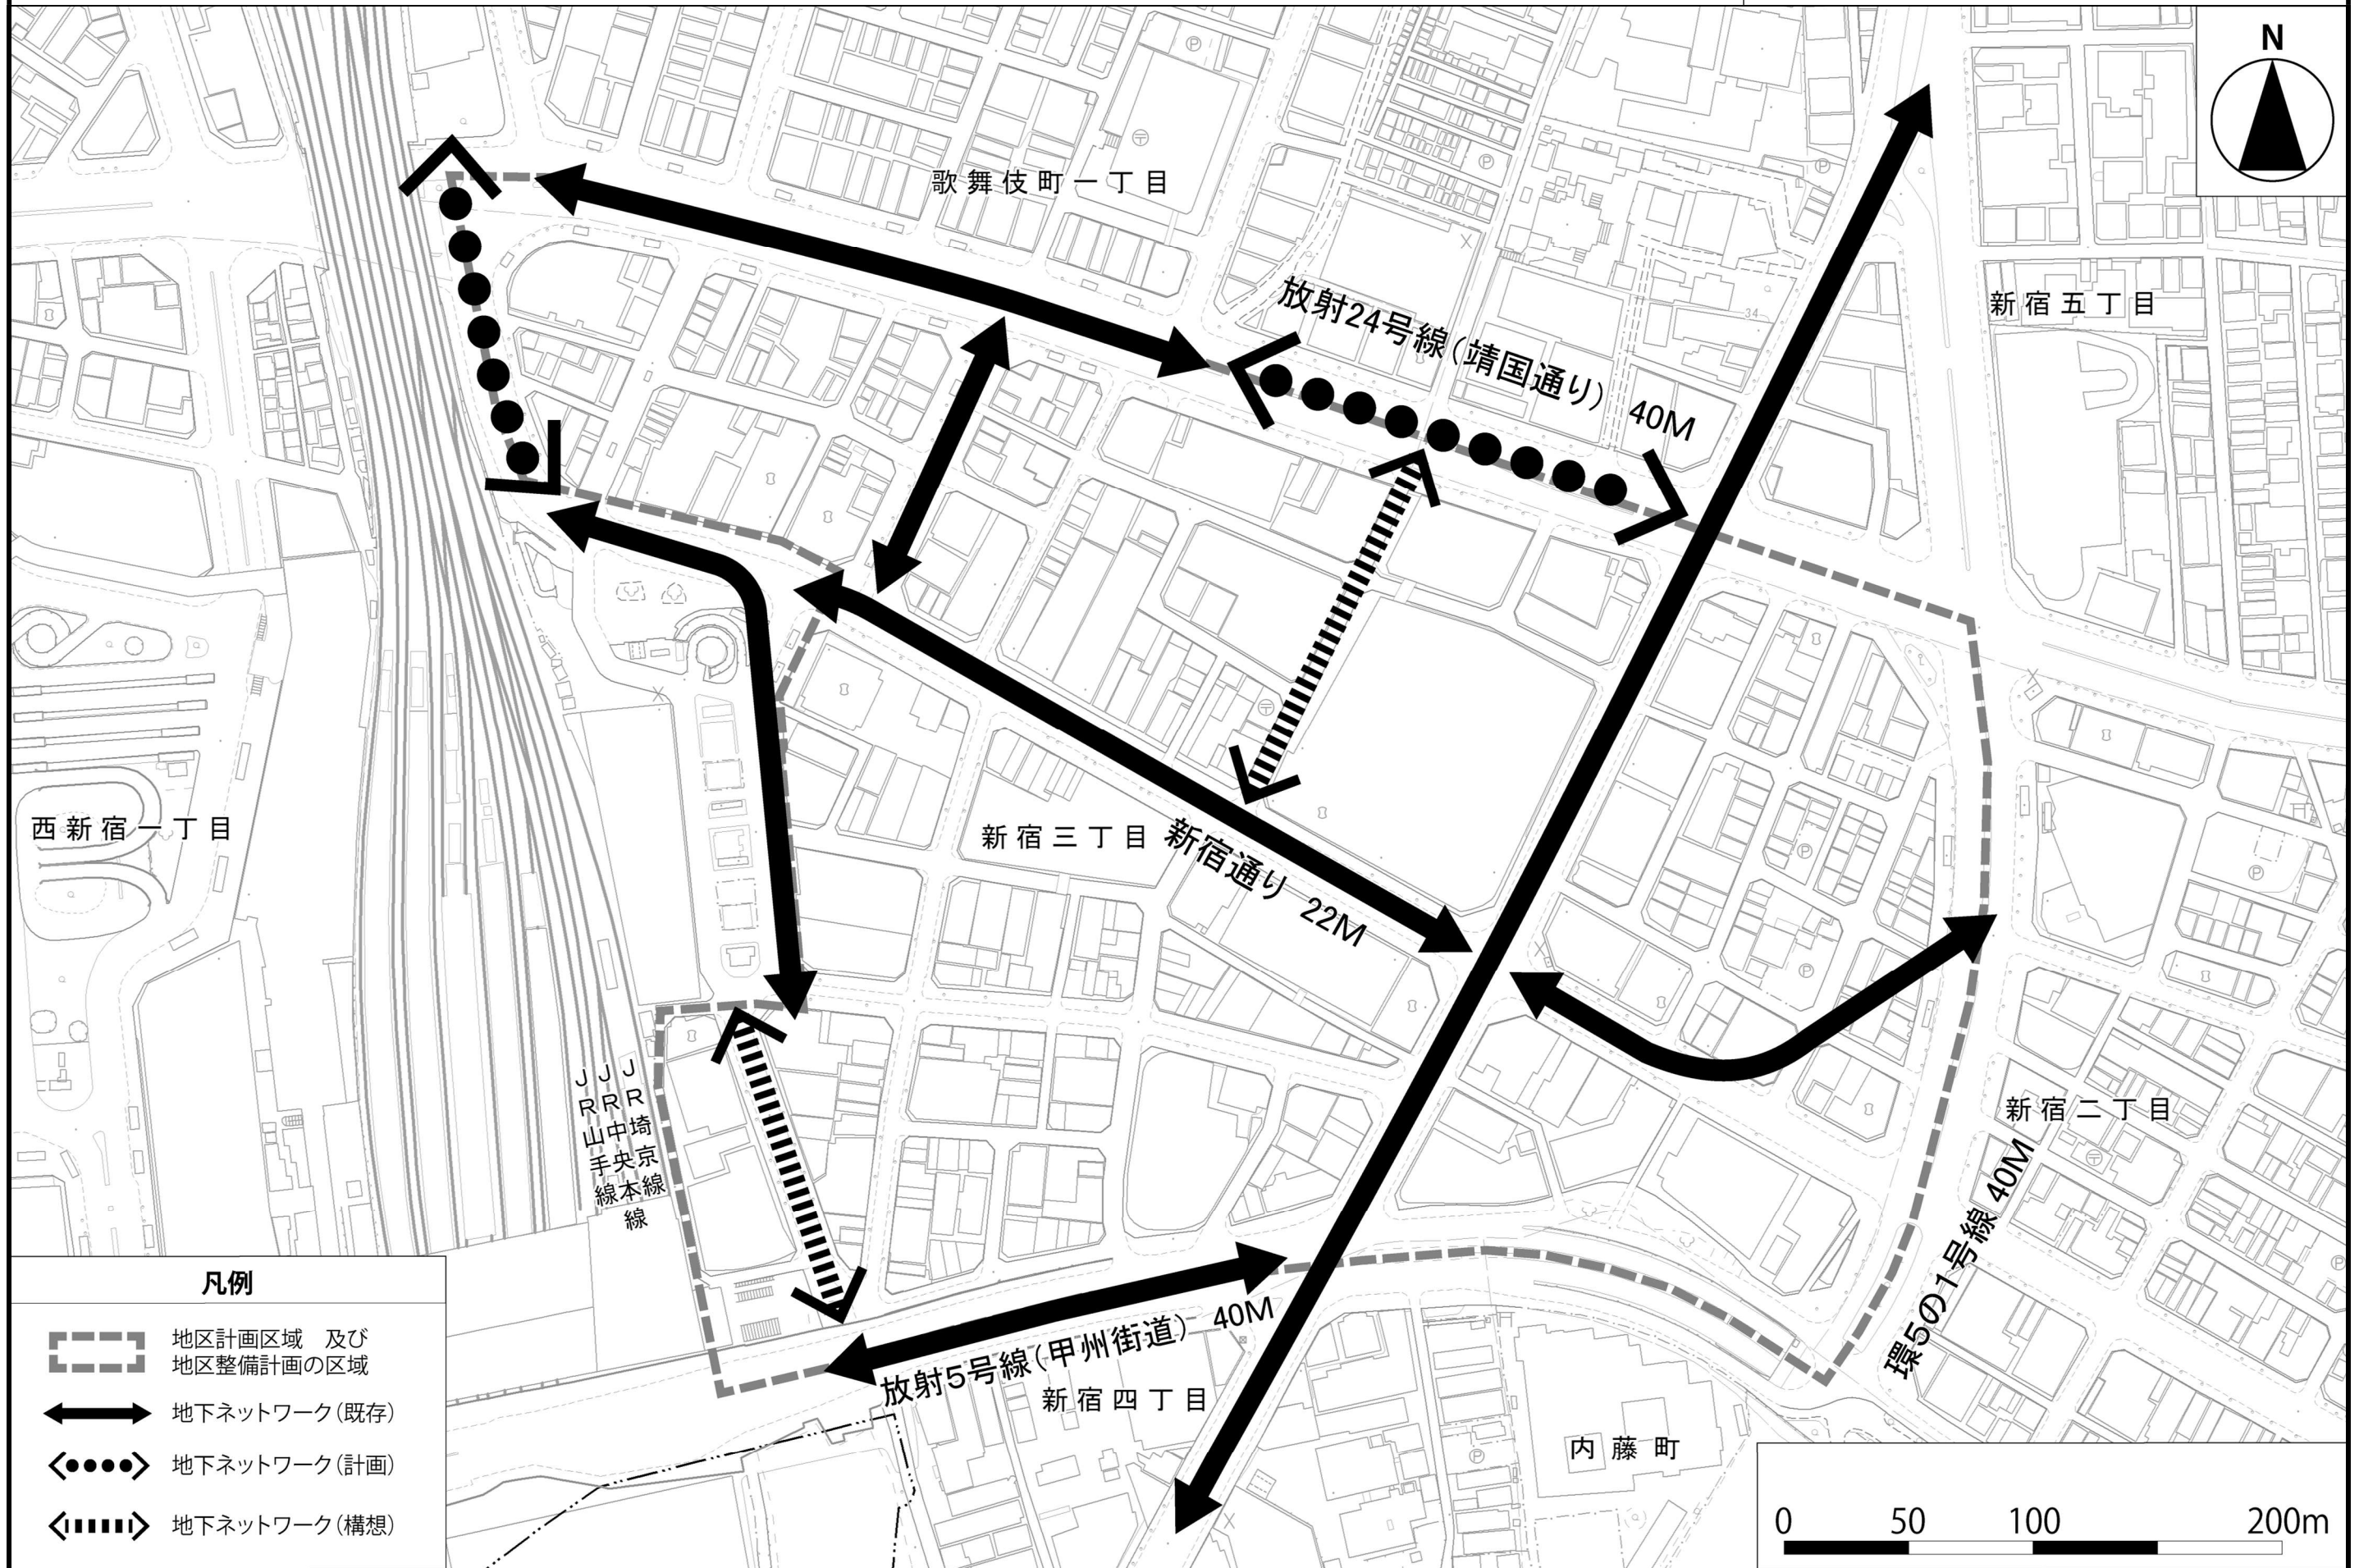 N
歌舞伎町一丁目
放射24号線(靖国通り) 40M
新宿五丁目
34
西新宿一丁目
新宿三丁目
新宿通り 22M
JR埼京線
JR中央本線
JR山手線
新宿二丁目
環5の1号線 40M
放射5号線(甲州街道) 40M
新宿四丁目
内藤町
凡例
地区計画区域 及び
地区整備計画の区域
地下ネットワーク(既存)
地下ネットワーク(計画)
地下ネットワーク(構想)
0 50 100 200m